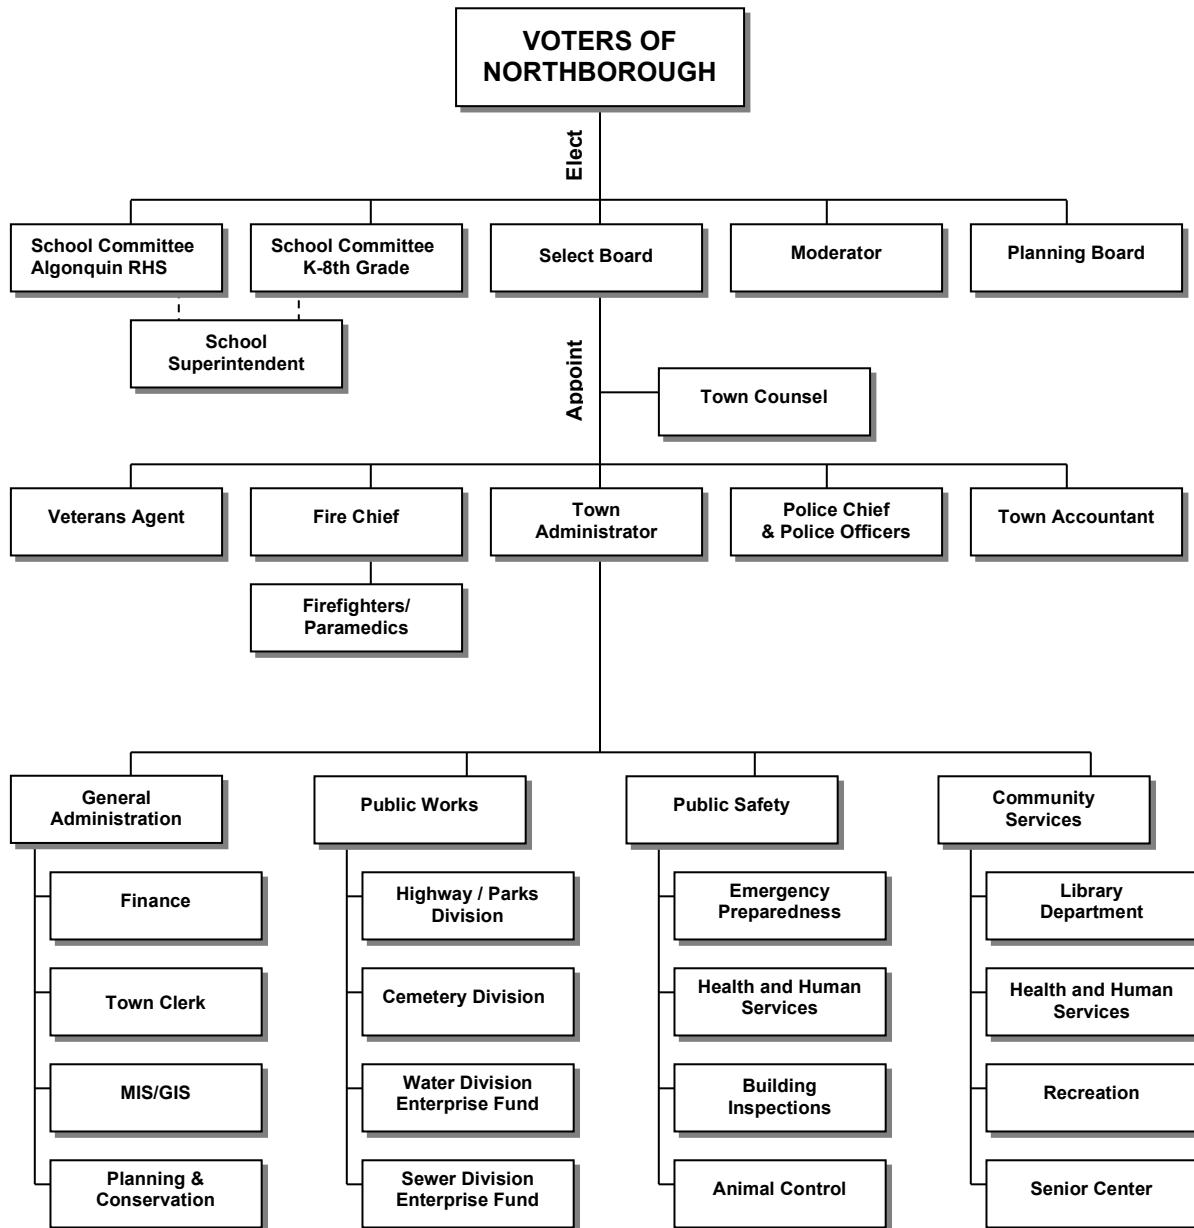 VOTERS OF
NORTHBOROUGH
Elect
School Committee
Algonquin RHS
School Committee
K-8th Grade
Select Board
Moderator
Planning Board
School
Superintendent
Appoint
Town Counsel
Veterans Agent
Fire Chief
Town
Administrator
Police Chief
& Police Officers
Town Accountant
Firefighters/
Paramedics
General
Administration
Public Works
Public Safety
Community
Services
Finance
Highway / Parks
Division
Emergency
Preparedness
Library
Department
Town Clerk
Cemetery Division
Health and Human
Services
Health and Human
Services
MIS/GIS
Water Division
Enterprise Fund
Building
Inspections
Recreation
Planning &
Conservation
Sewer Division
Enterprise Fund
Animal Control
Senior Center